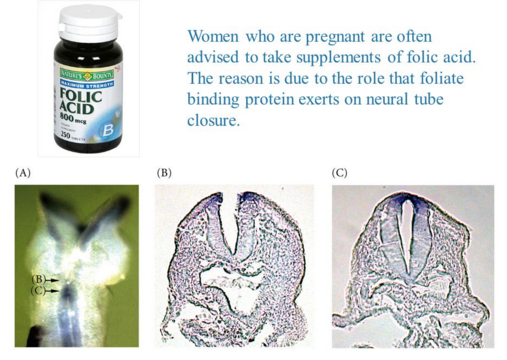 Women who are pregnant are often
advised to take supplements of folic acid.
The reason is due to the role that foliate
binding protein exerts on neural tube
closure.
NATURE'S BOUNTY
MAXIMUM STRENGTH
FOLIC
ACID
800 mcg
B
250
(A)
(B)
(C)
(B)
(C)